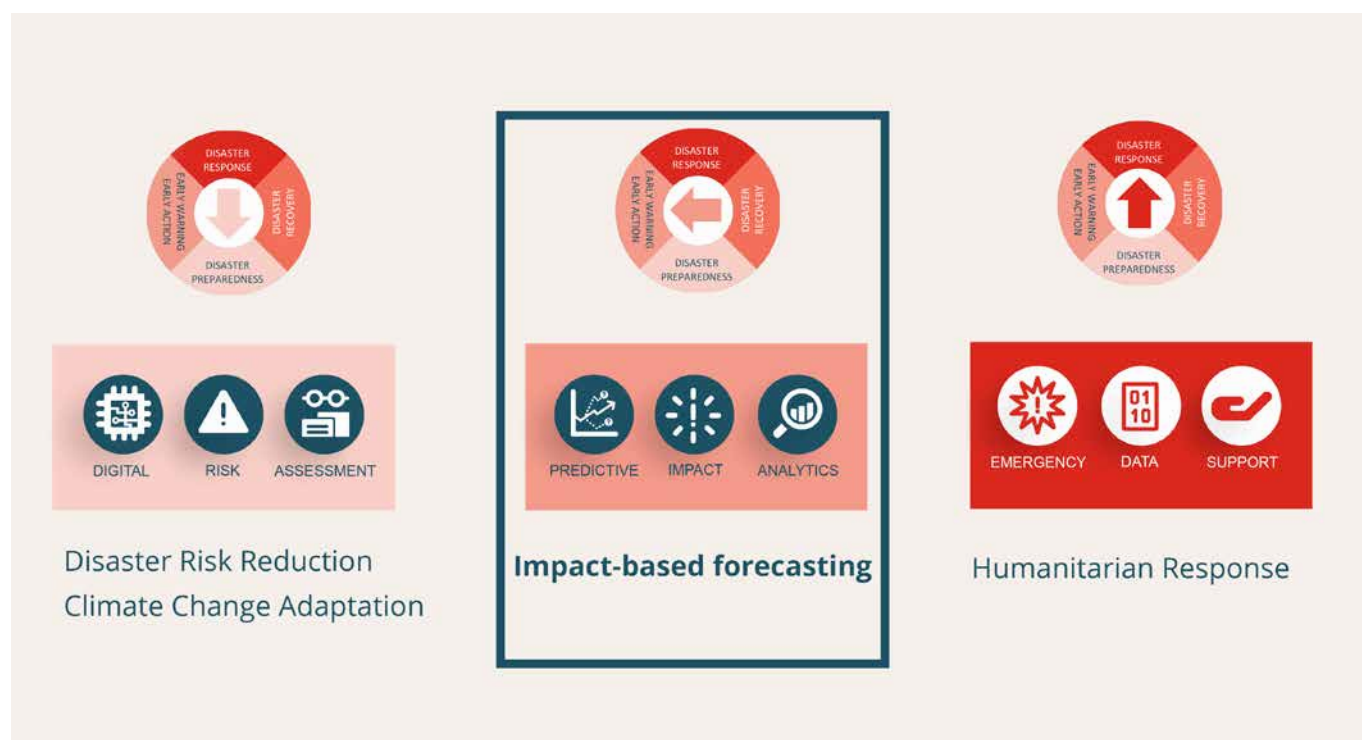 DISASTER
RESPONSE
EARLY WARNING
EARLY ACTION
DISASTER
RECOVERY
DISASTER
PREPAREDNESS
DIGITAL
RISK
ASSESSMENT
Disaster Risk Reduction
Climate Change Adaptation
DISASTER
RESPONSE
EARLY WARNING
EARLY ACTION
DISASTER
RECOVERY
DISASTER
PREPAREDNESS
PREDICTIVE
IMPACT
ANALYTICS
Impact-based forecasting
DISASTER
RESPONSE
EARLY WARNING
EARLY ACTION
DISASTER
RECOVERY
DISASTER
PREPAREDNESS
01
10
EMERGENCY
DATA
SUPPORT
Humanitarian Response